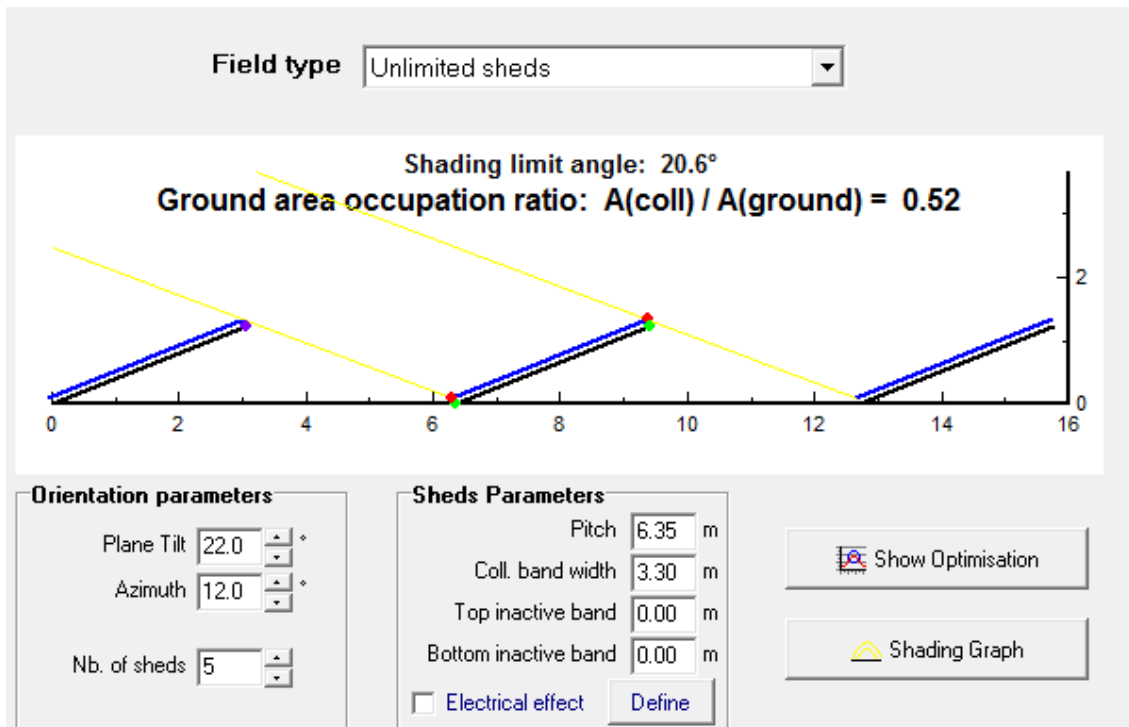 Field type Unlimited sheds
Shading limit angle: 20.6°
Ground area occupation ratio: A(coll) / A(ground) = 0.52
2
0
0 2 4 6 8 10 12 14 16
Orientation parameters
Plane Tilt 22.0 °
Azimuth 12.0 °
Nb. of sheds 5
Sheds Parameters
Pitch 6.35 m
Coll. band width 3.30 m
Top inactive band 0.00 m
Bottom inactive band 0.00 m
Electrical effect Define
Show Optimisation
Shading Graph